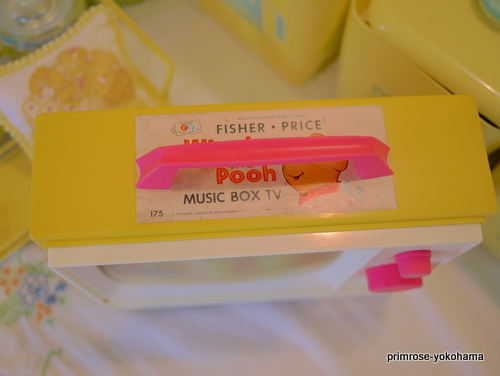 FISHER • PRICE
Pooh
MUSIC BOX TV
175
primrose-yokohama